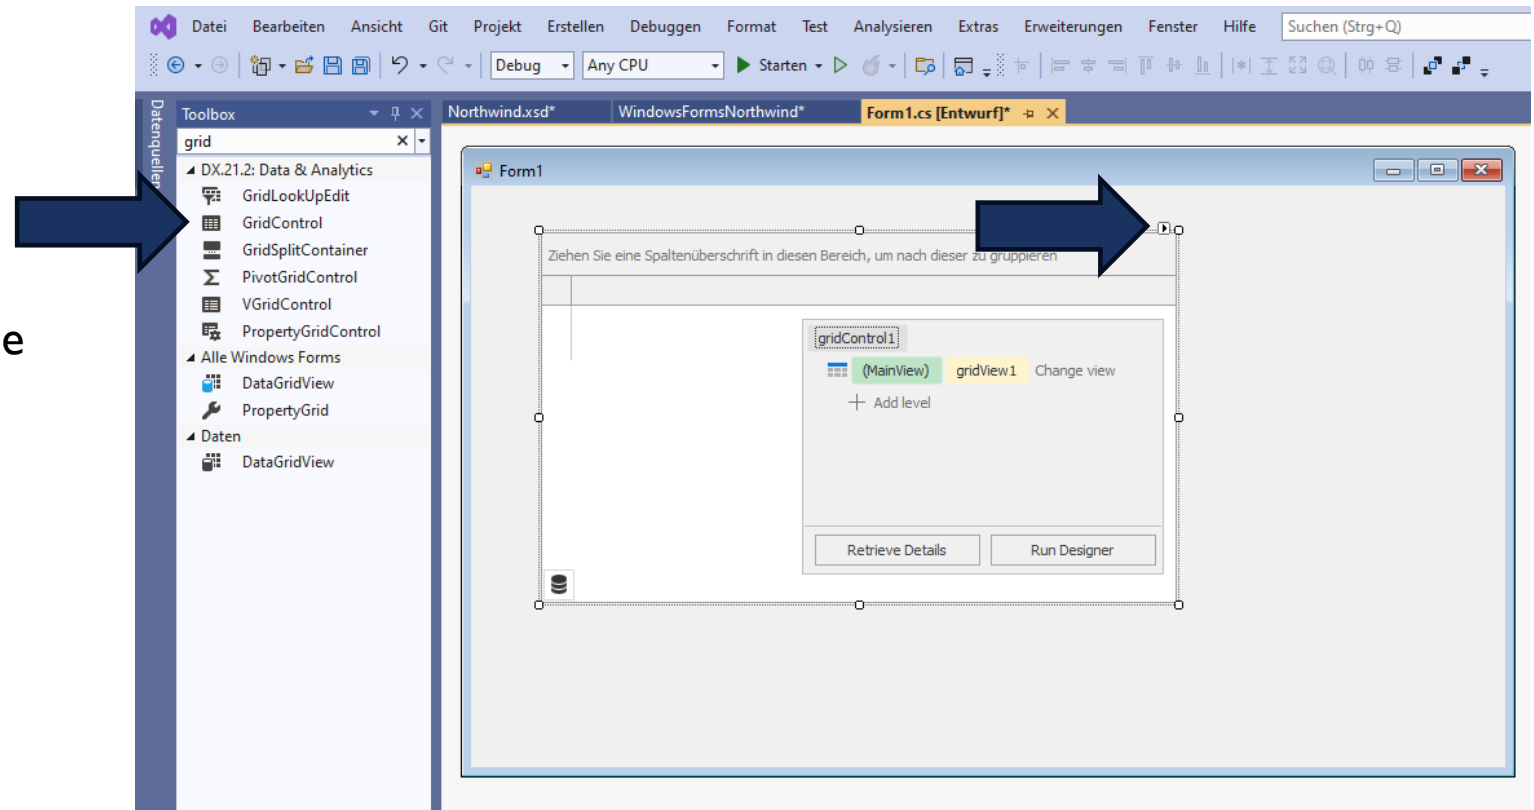 Datei Bearbeiten Ansicht Git Projekt Erstellen Debuggen Format Test Analysieren Extras Erweiterungen Fenster Hilfe Suchen (Strg+Q)
Debug Any CPU Starten
Datenquellen
Toolbox
Northwind.xsd* WindowsFormsNorthwind* Form1.cs [Entwurf]*
grid
DX.21.2: Data & Analytics
GridLookUpEdit
GridControl
GridSplitContainer
PivotGridControl
VGridControl
PropertyGridControl
Alle Windows Forms
DataGridView
PropertyGrid
Daten
DataGridView
e
Form1
Ziehen Sie eine Spaltenüberschrift in diesen Bereich, um nach dieser zu gruppieren
gridControl1
(MainView) gridView1 Change view
Add level
Retrieve Details Run Designer